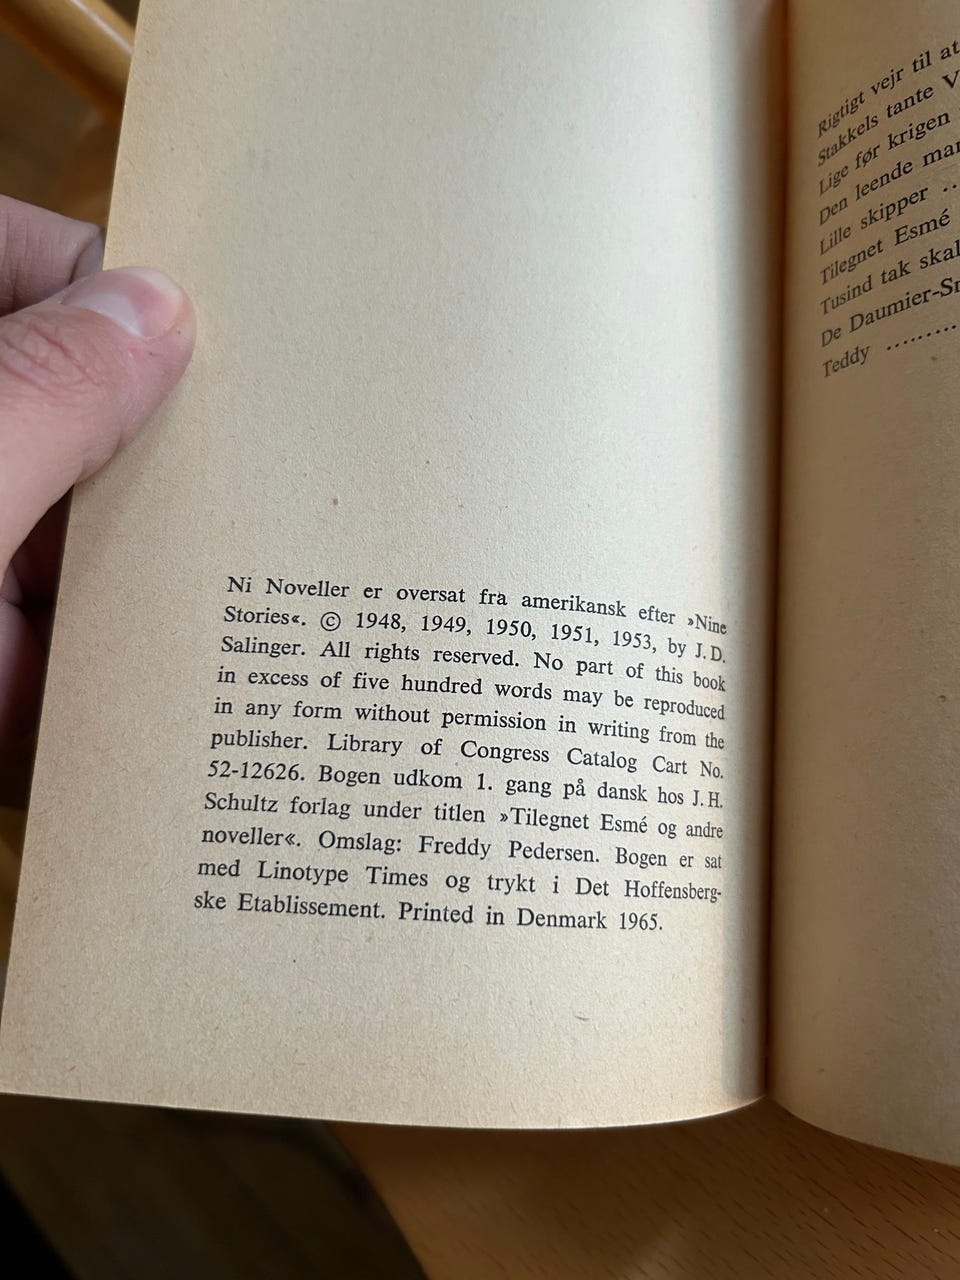 Ni Noveller er oversat fra amerikansk efter »Nine
Stories«. © 1948, 1949, 1950, 1951, 1953, by J. D.
Salinger. All rights reserved. No part of this book
in excess of five hundred words may be reproduced
in any form without permission in writing from the
publisher. Library of Congress Catalog Cart No.
52-12626. Bogen udkom 1. gang på dansk hos J. H.
Schultz forlag under titlen »Tilegnet Esmé og andre
noveller«. Omslag: Freddy Pedersen. Bogen er sat
med Linotype Times og trykt i Det Hoffensberg-
ske Etablissement. Printed in Denmark 1965.
Rigtigt vejr til at
Stakkels tante
Lige før krigen
Den leende
Lille skipper ..
Tilegnet Esmé
Tusind tak skal
De
Teddy .........